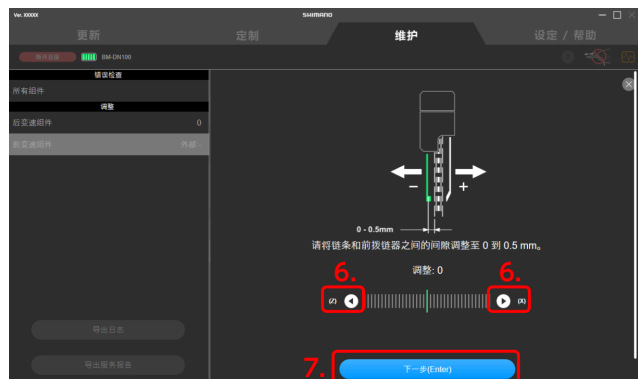 Ver. XXXXX
SHIMANO
更新
定制
维护
设定 / 帮助
BM-DN100
错误检查
所有组件
调整
后变速组件 0
前变速组件 外部 -
− +
0 - 0.5mm
请将链条和前拨链器之间的间隙调整至 0 到 0.5 mm。
6. 调整: 0 6.
(Z) (X)
导出日志
7. 下一步(Enter)
导出服务报告